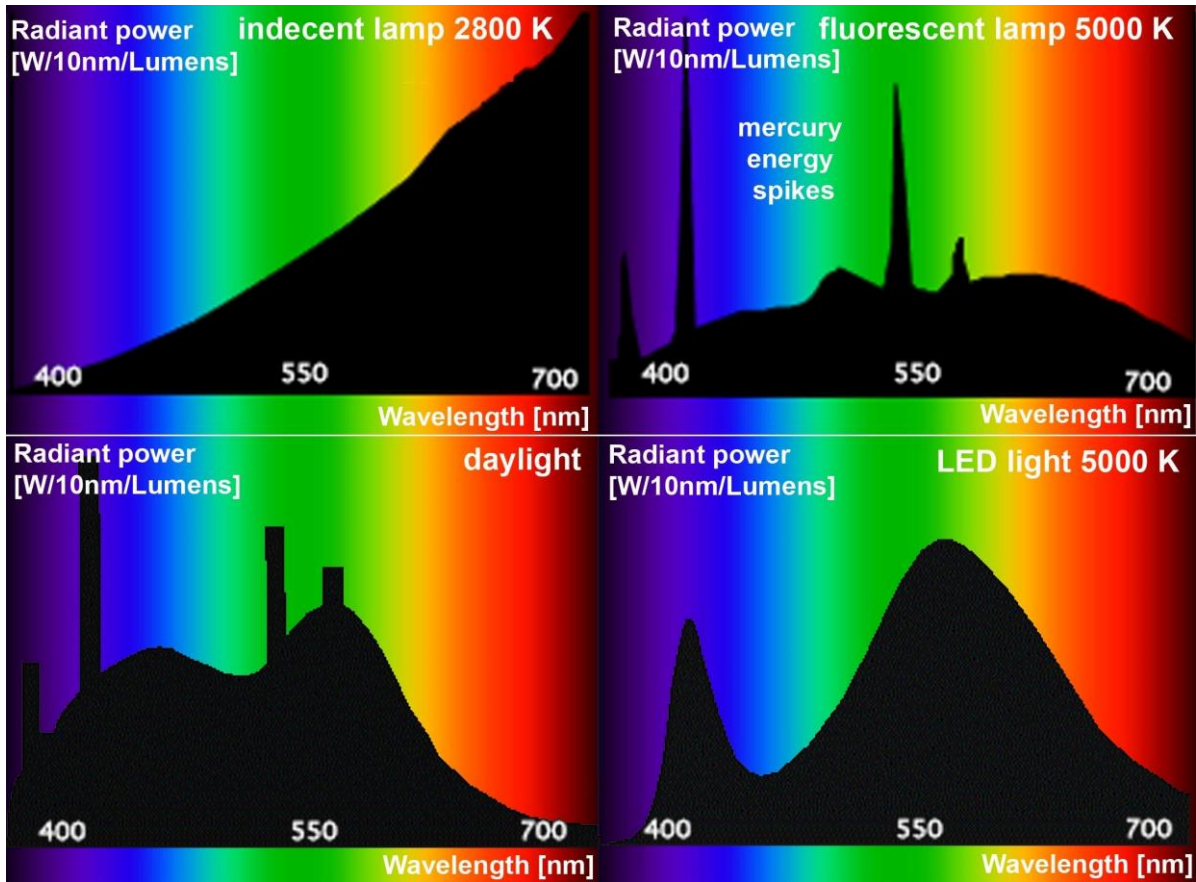 Radiant power
[W/10nm/Lumens]
indecent lamp 2800 K
400 550 700
Wavelength [nm]
Radiant power
[W/10nm/Lumens]
fluorescent lamp 5000 K
mercury
energy
spikes
400 550 700
Wavelength [nm]
Radiant power
[W/10nm/Lumens]
daylight
400 550 700
Wavelength [nm]
Radiant power
[W/10nm/Lumens]
LED light 5000 K
400 550 700
Wavelength [nm]